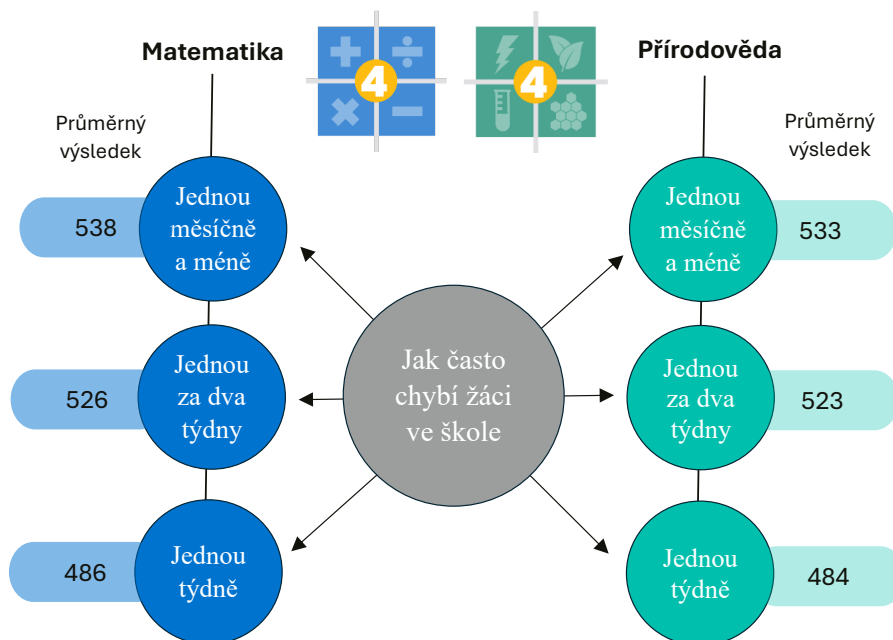 Matematika
4
4
Přírodověda
Průměrný
výsledek
Průměrný
výsledek
538
Jednou
měsíčně
a méně
Jednou
měsíčně
a méně
533
Jak často
chybí žáci
ve škole
526
Jednou
za dva
týdny
Jednou
za dva
týdny
523
486
Jednou
týdně
Jednou
týdně
484